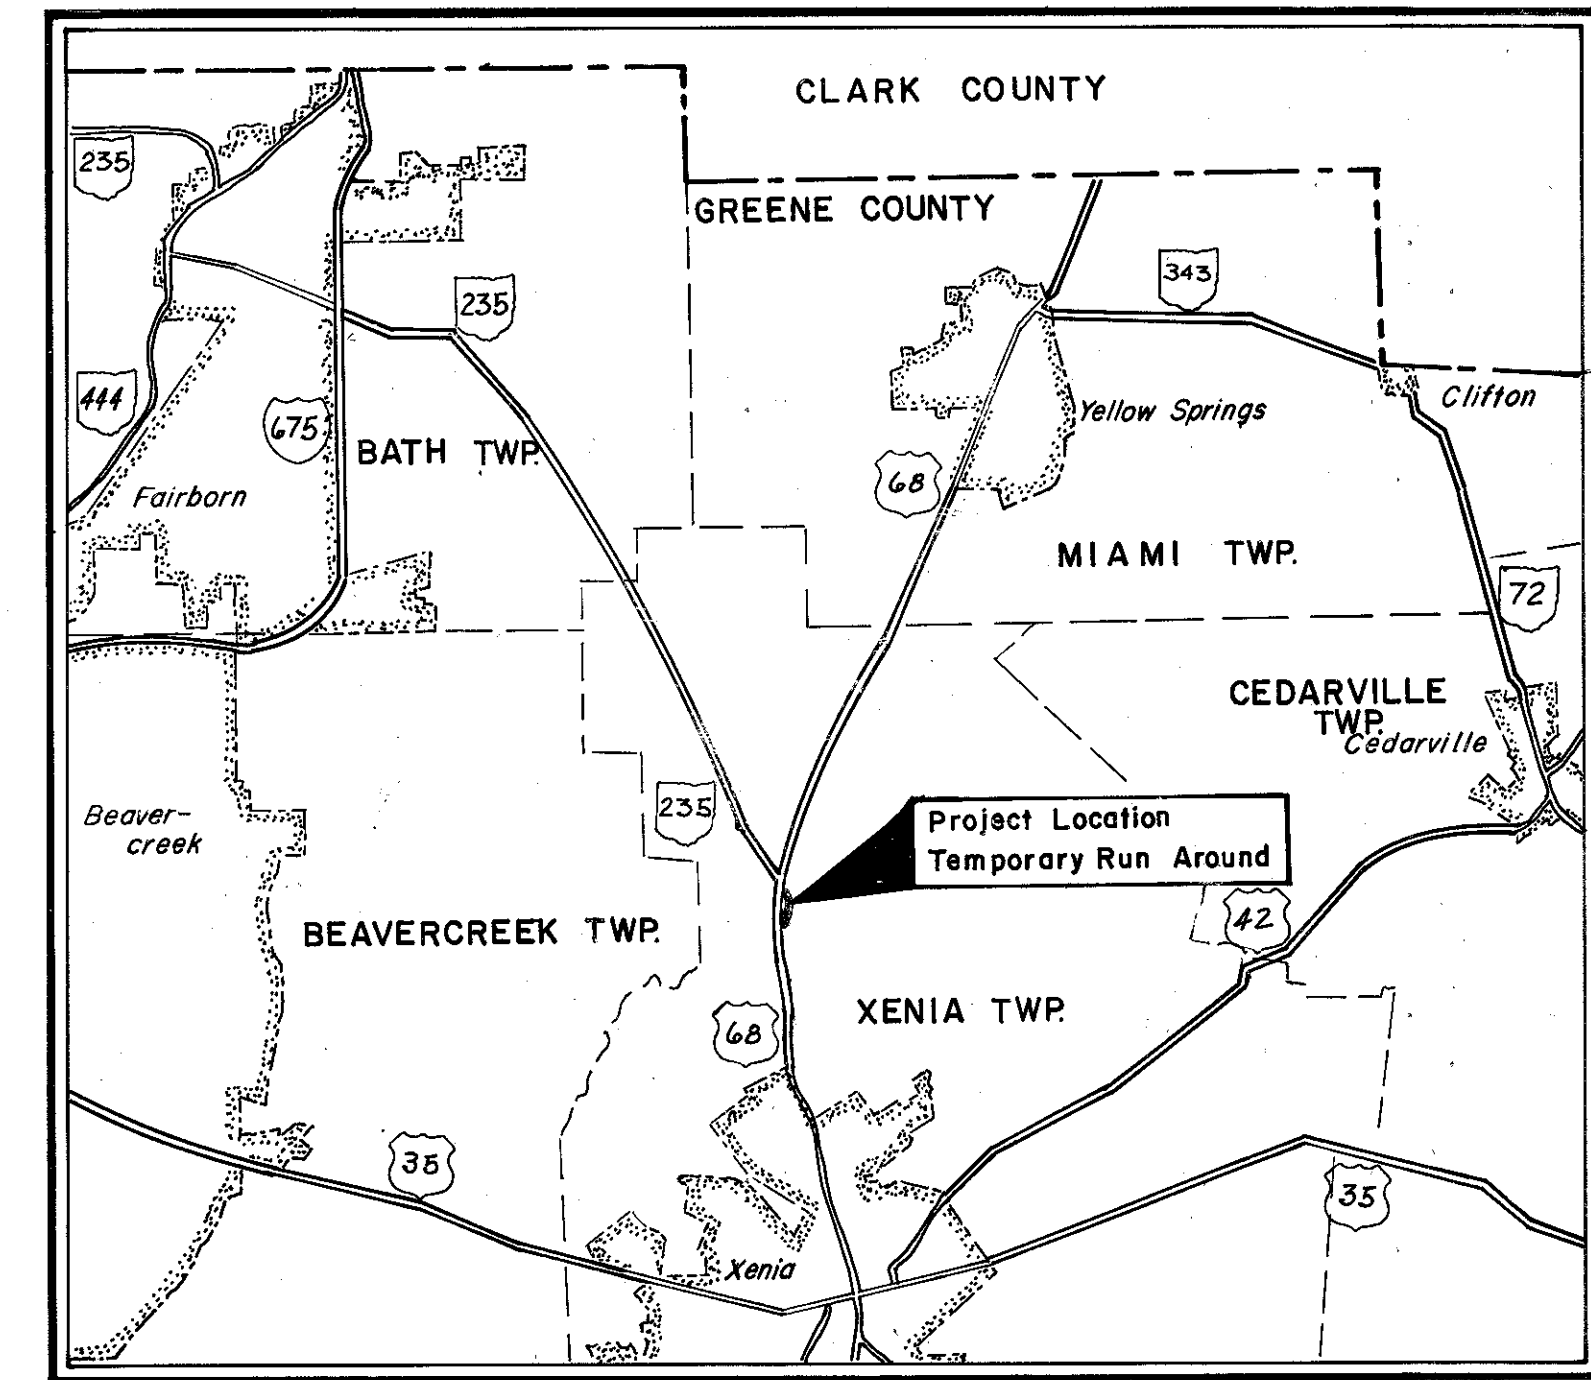 CLARK COUNTY
235
GREENE COUNTY
343
235
444
675
Yellow Springs
Clifton
BATH TWP.
68
Fairborn
MIAMI TWP.
72
CEDARVILLE
TWP.
Cedarville
235
Beaver-
creek
Project Location
Temporary Run Around
42
BEAVERCREEK TWP.
XENIA TWP.
68
35
35
Xenia